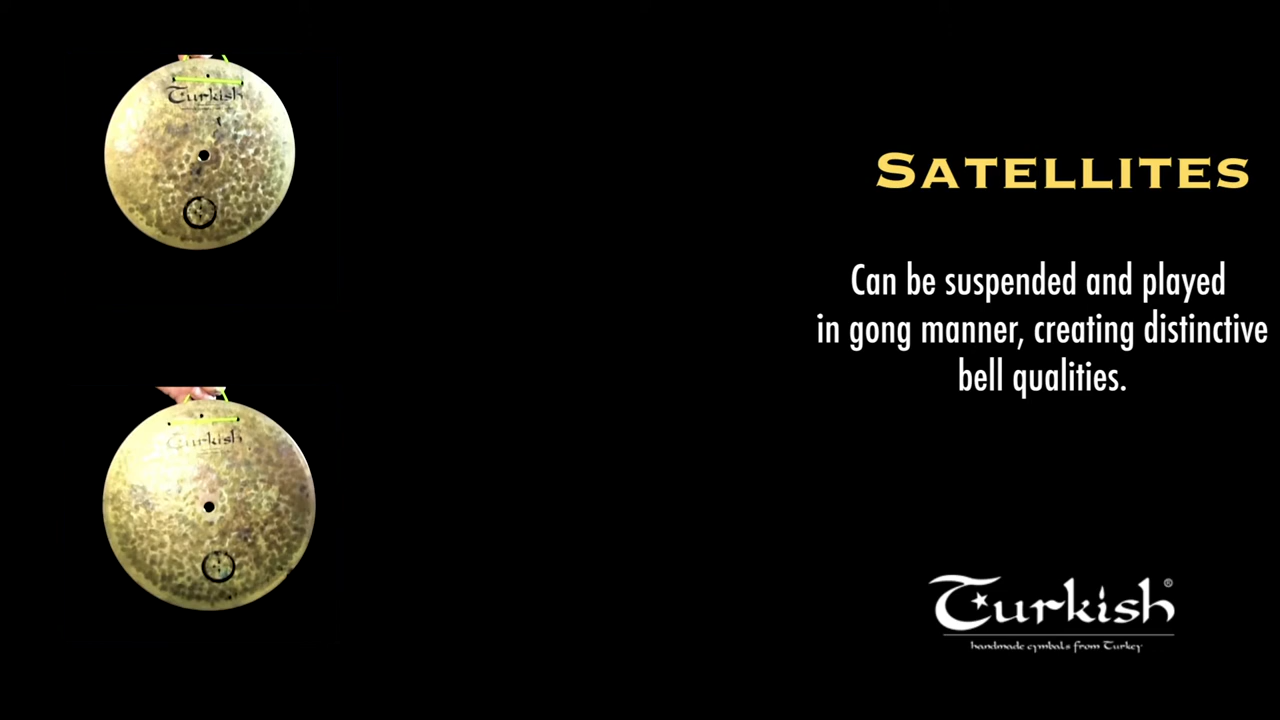 Turkish
Turkish
SATELLITES
Can be suspended and played
in gong manner, creating distinctive
bell qualities.
Turkish®
handmade cymbals from Turkey